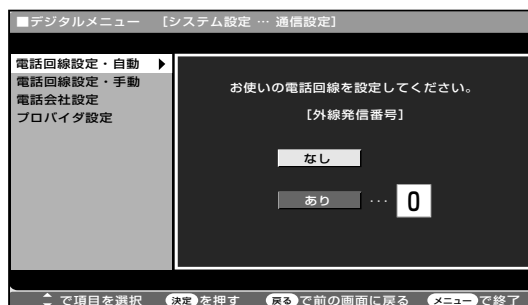 ■デジタルメニュー ［システム設定 … 通信設定］
電話回線設定・自動
電話回線設定・手動
電話会社設定
プロバイダ設定
お使いの電話回線を設定してください。
［外線発信番号］
なし
あり … 0
で項目を選択 決定を押す 戻るで前の画面に戻る メニューで終了